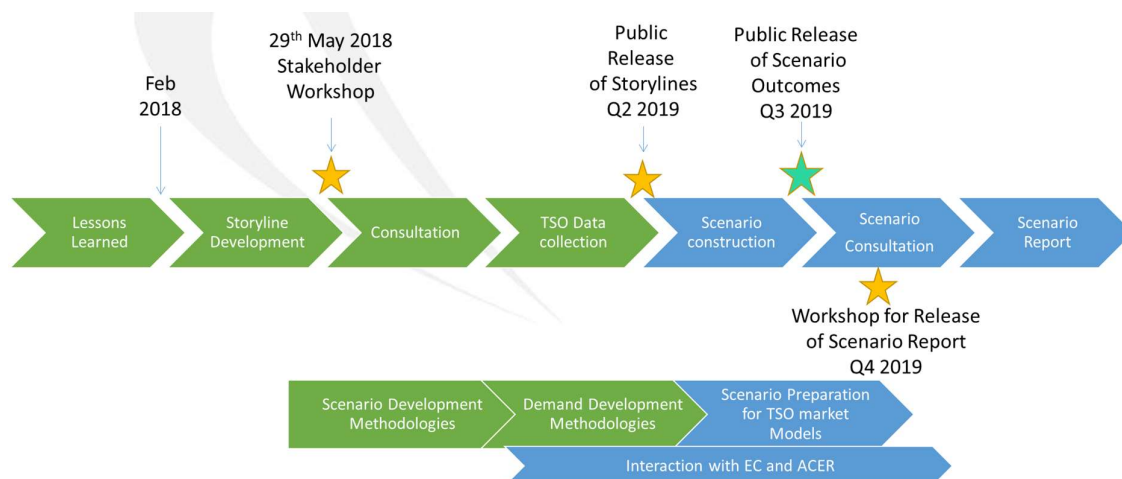 Feb
2018
29th May 2018
Stakeholder
Workshop
Public
Release
of Storylines
Q2 2019
Public Release
of Scenario
Outcomes
Q3 2019
Lessons
Learned
Storyline
Development
Consultation
TSO Data
collection
Scenario
construction
Scenario
Consultation
Scenario
Report
Workshop for Release
of Scenario Report
Q4 2019
Scenario Development
Methodologies
Demand Development
Methodologies
Scenario Preparation
for TSO market
Models
Interaction with EC and ACER